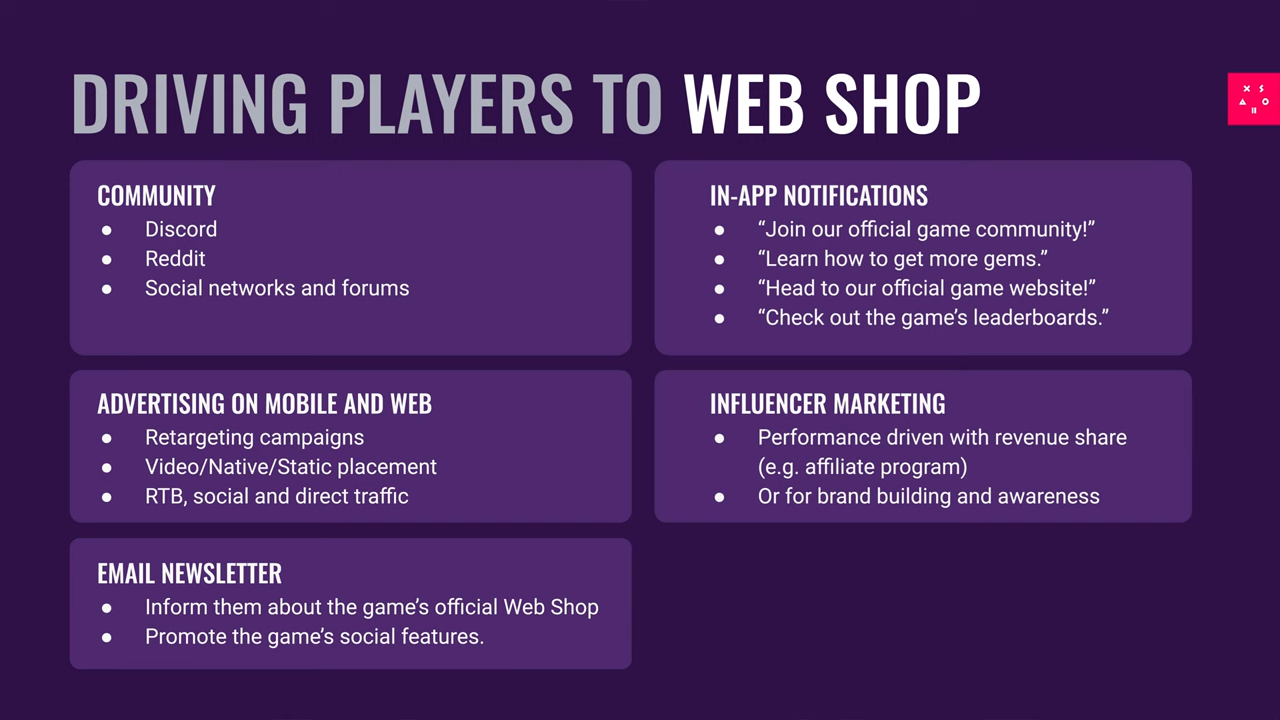 DRIVING PLAYERS TO WEB SHOP
COMMUNITY
● Discord
● Reddit
● Social networks and forums
IN-APP NOTIFICATIONS
● “Join our official game community!”
● “Learn how to get more gems.”
● “Head to our official game website!”
● “Check out the game’s leaderboards.”
ADVERTISING ON MOBILE AND WEB
● Retargeting campaigns
● Video/Native/Static placement
● RTB, social and direct traffic
INFLUENCER MARKETING
● Performance driven with revenue share
(e.g. affiliate program)
● Or for brand building and awareness
EMAIL NEWSLETTER
● Inform them about the game’s official Web Shop
● Promote the game’s social features.